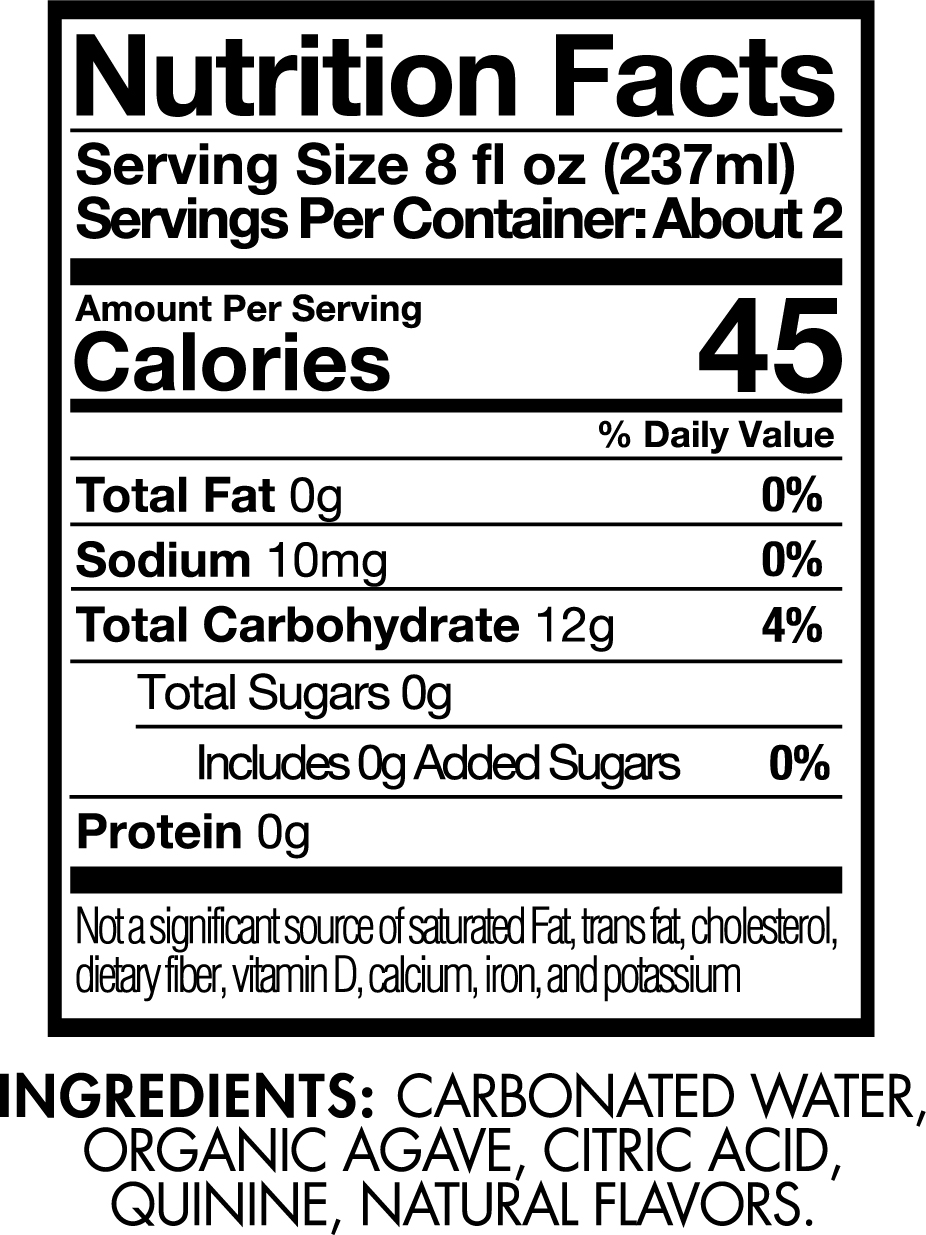 Nutrition Facts
Serving Size 8 fl oz (237ml)
Servings Per Container: About 2
Amount Per Serving
Calories 45
% Daily Value
Total Fat 0g 0%
Sodium 10mg 0%
Total Carbohydrate 12g 4%
Total Sugars 0g
Includes 0g Added Sugars 0%
Protein 0g
Not a significant source of saturated Fat, trans fat, cholesterol,
dietary fiber, vitamin D, calcium, iron, and potassium
INGREDIENTS: CARBONATED WATER,
ORGANIC AGAVE, CITRIC ACID,
QUININE, NATURAL FLAVORS.